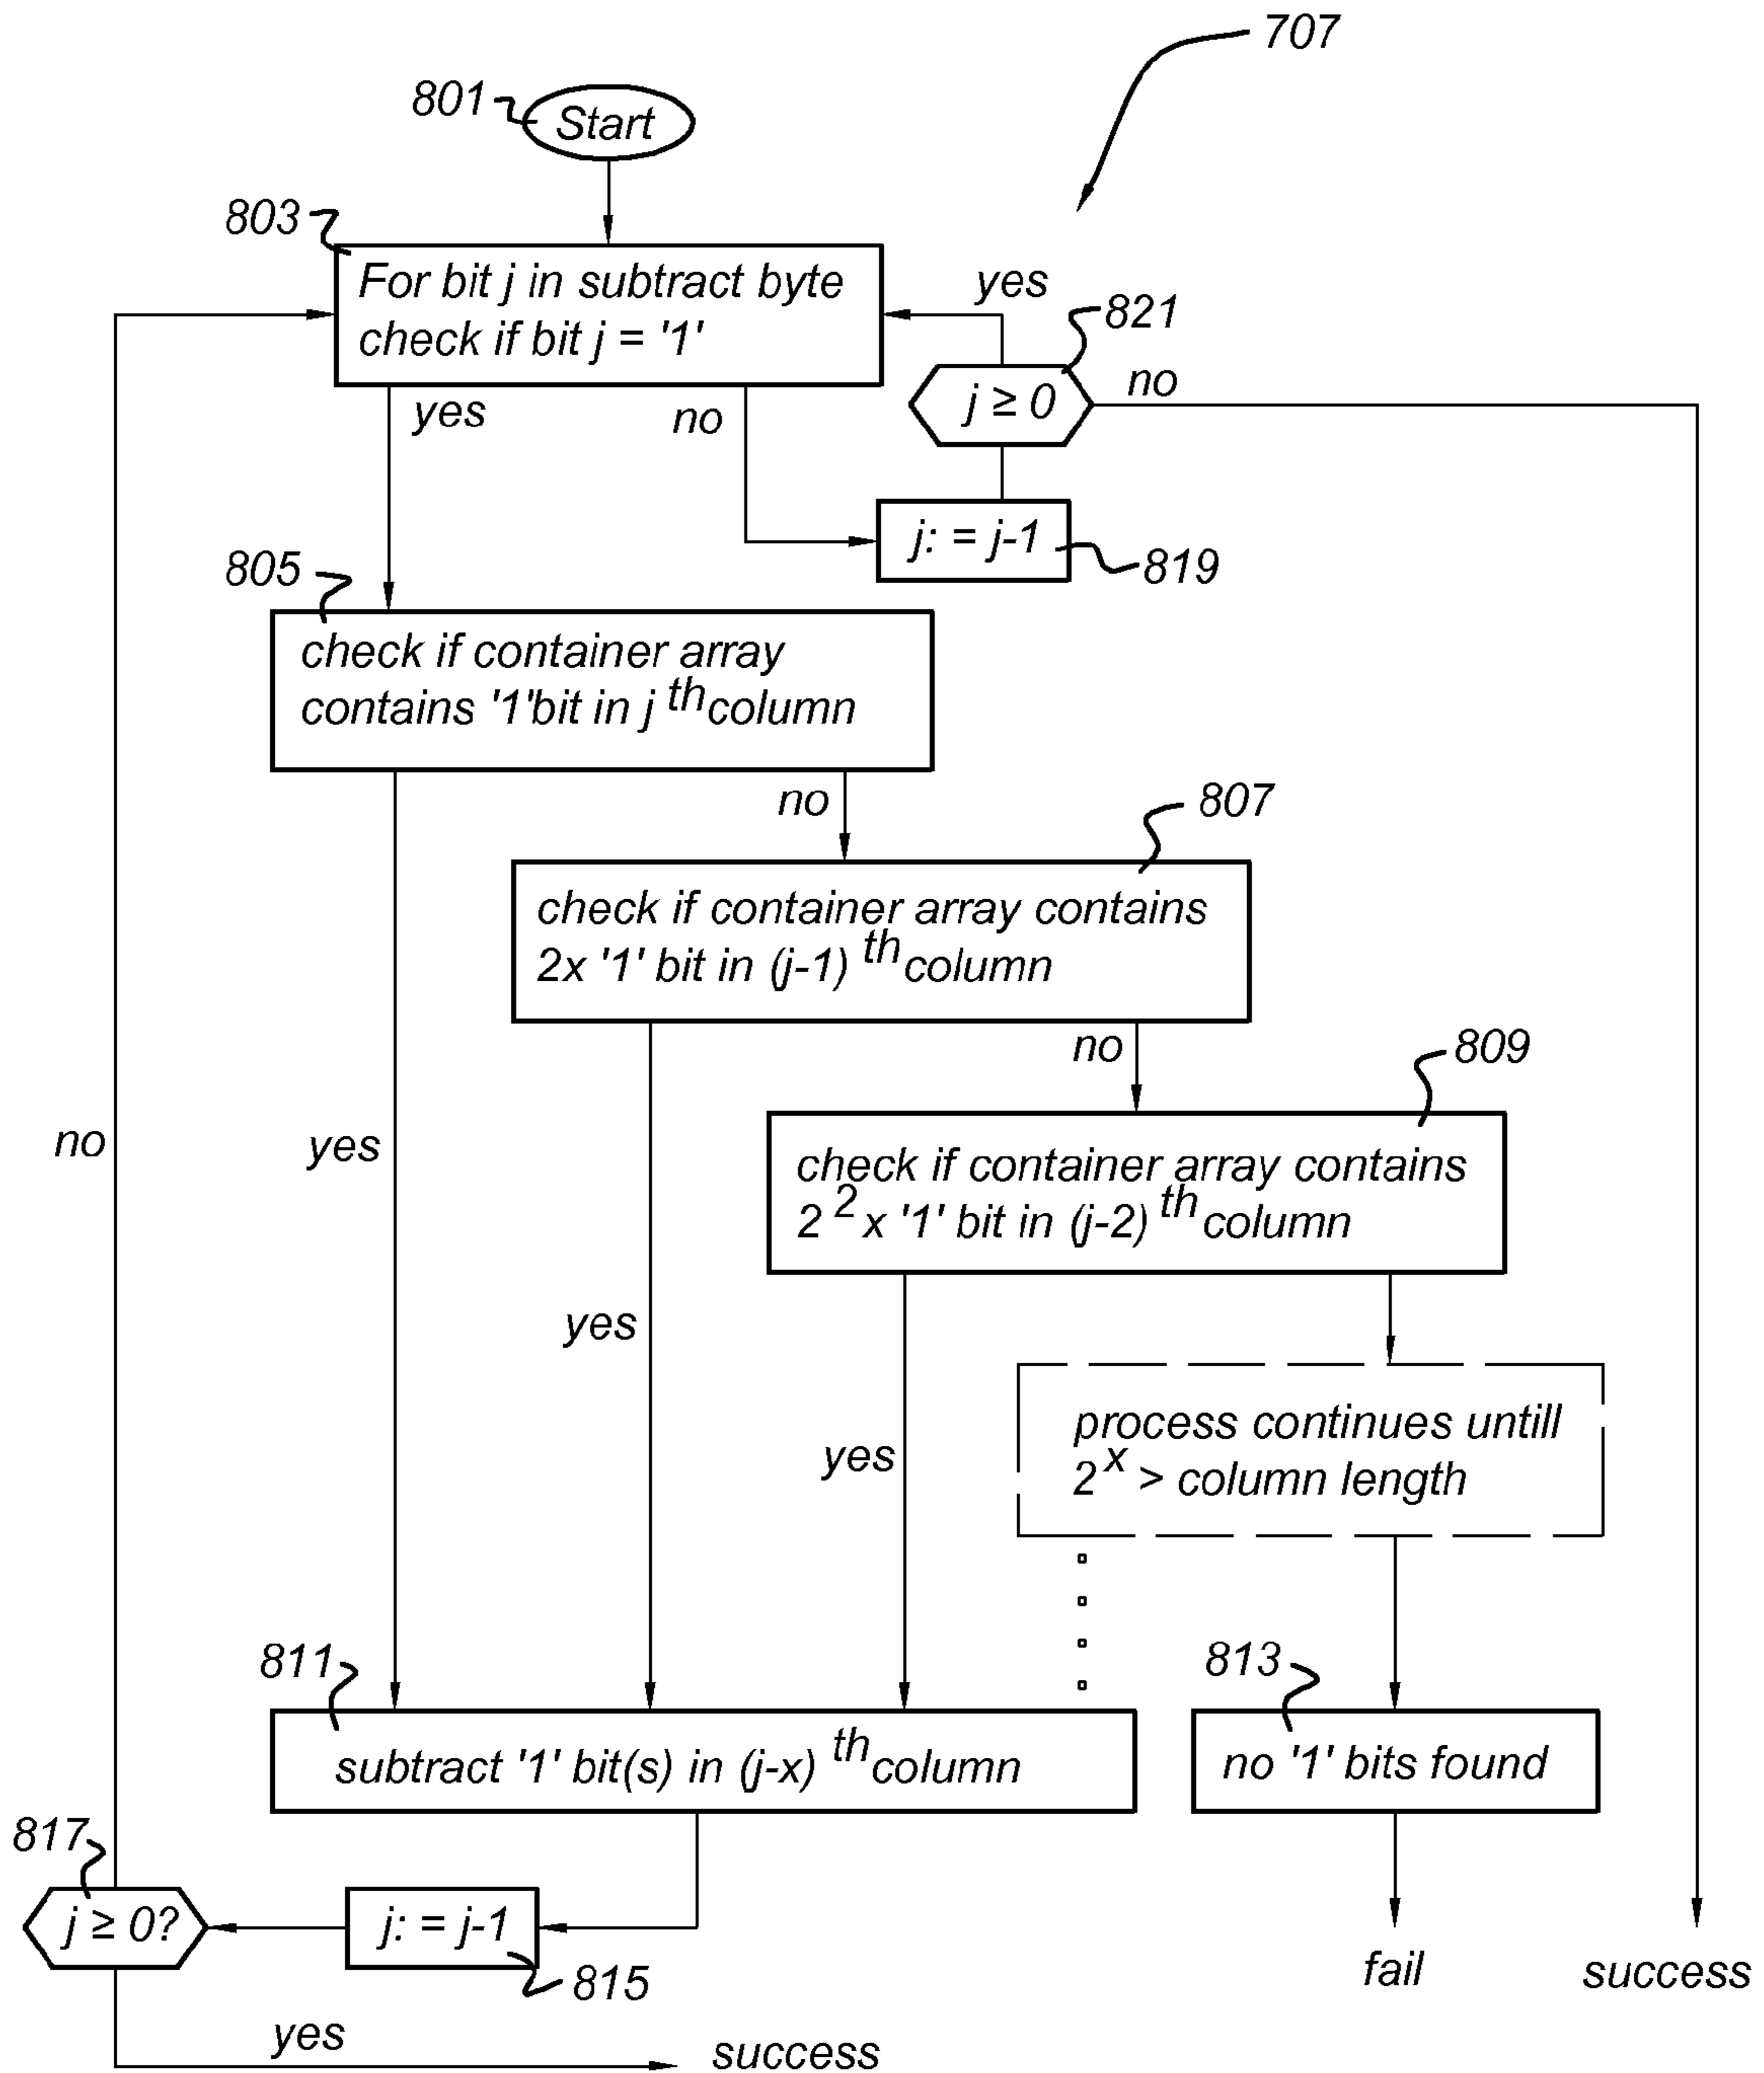 707
801
Start
803
For bit j in subtract byte
check if bit j = '1'
yes
821
j ≥ 0
no
yes
no
j: = j-1
819
805
check if container array
contains '1'bit in j th column
no
807
check if container array contains
2x '1' bit in (j-1) th column
no
809
check if container array contains
2 2 x '1' bit in (j-2) th column
no
yes
yes
yes
process continues untill
2 x > column length
811
subtract '1' bit(s) in (j-x) th column
813
no '1' bits found
817
j ≥ 0?
j: = j-1
815
fail
success
yes
success